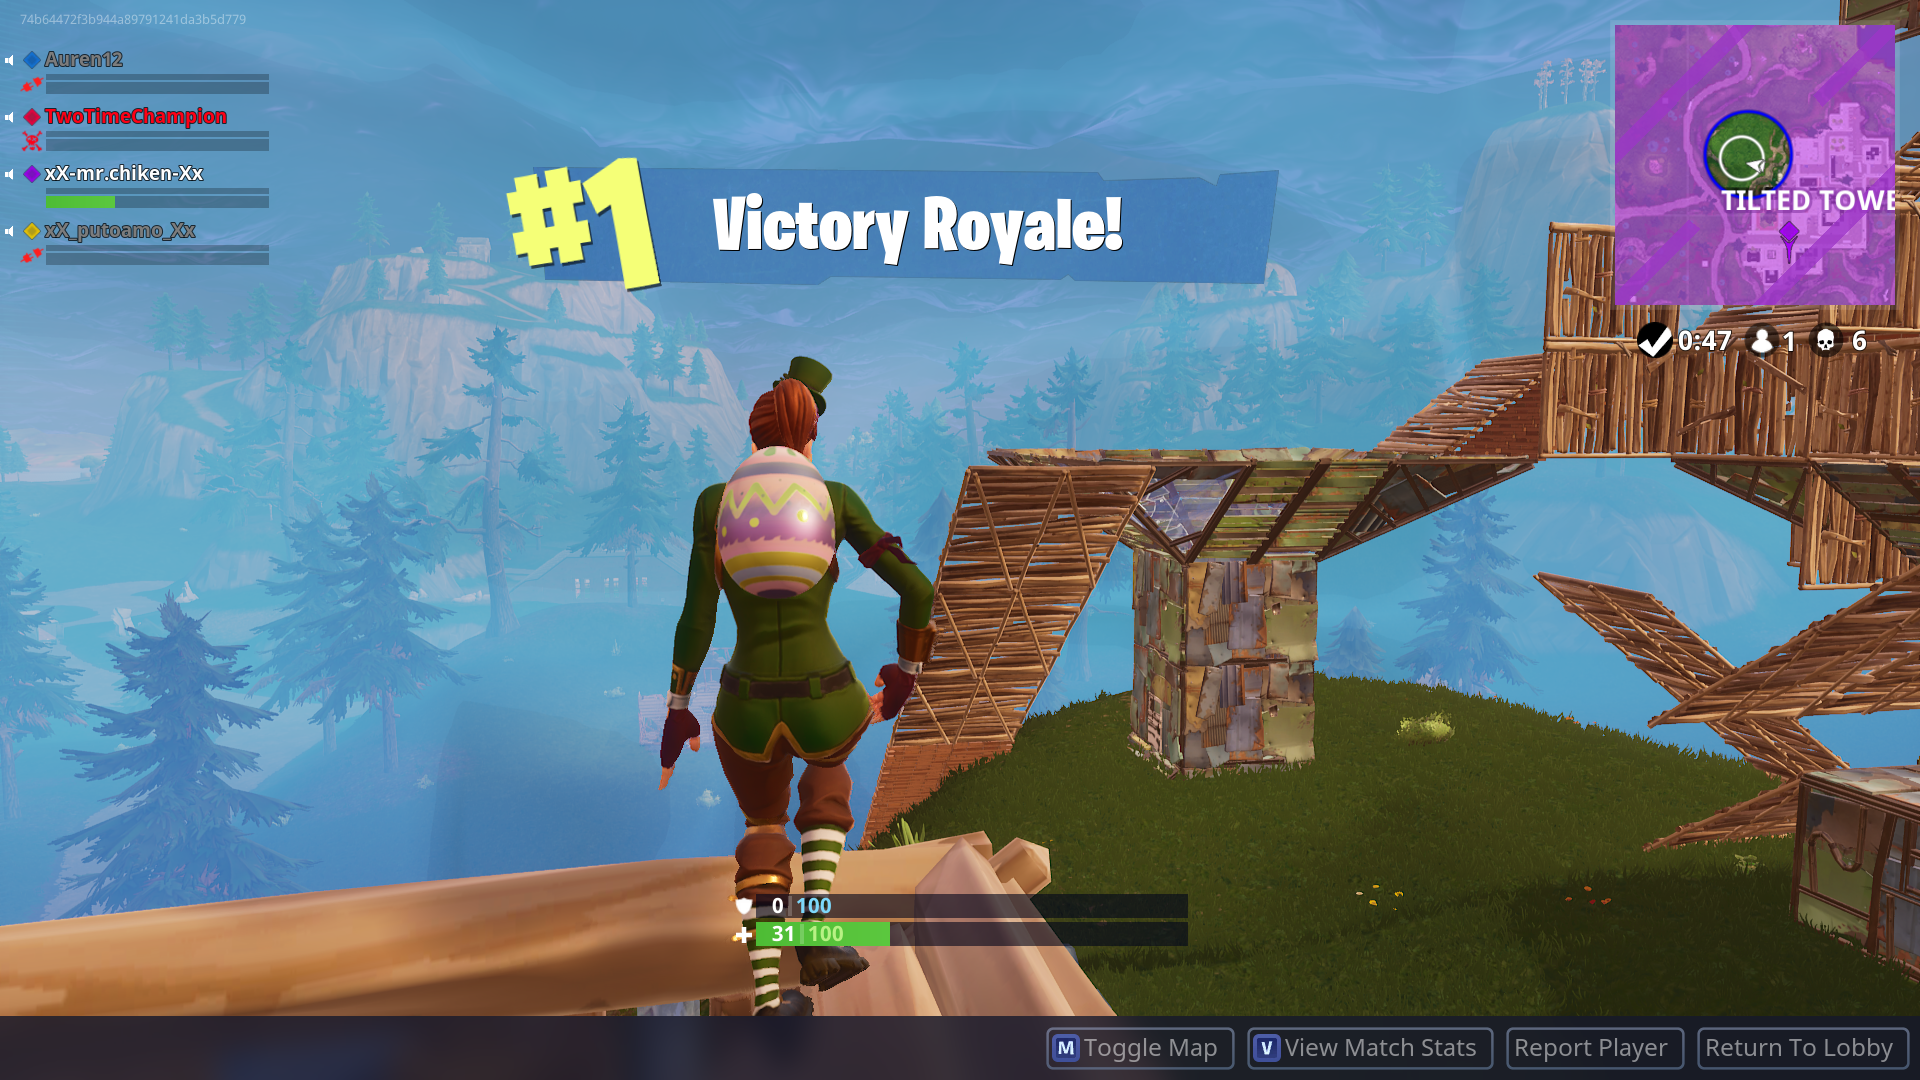 74b64472f3b944a89791241da3b5d779
Auren12
TwoTimeChampion
xX-mr.chiken-Xx
xX_putoamo_Xx
#1 Victory Royale!
TILTED TOWE
0:47 1 6
0 | 100
31 | 100
M Toggle Map
V View Match Stats
Report Player
Return To Lobby